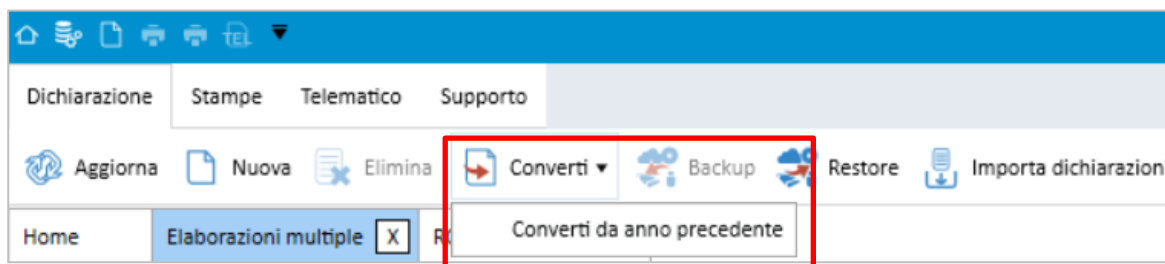 TEL
Dichiarazione Stampe Telematico Supporto
Aggiorna Nuova Elimina Converti Backup Restore Importa dichiarazion
Home Elaborazioni multiple X
Converti da anno precedente